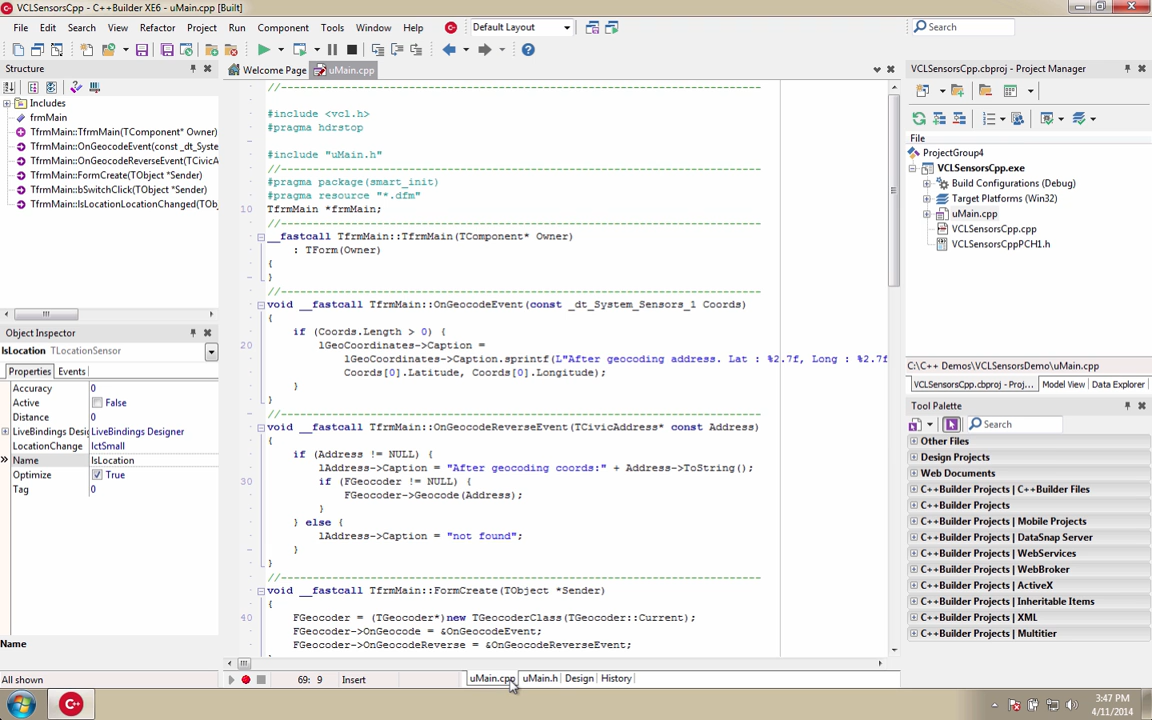 VCLSensorsCpp - C++Builder XE6 - uMain.cpp [Built]
File Edit Search View Refactor Project Run Component Tools Window Help Default Layout Search
Structure
Welcome Page uMain.cpp
VCLSensorsCpp.cbproj - Project Manager
Includes
frmMain
TfrmMain::TfrmMain(TComponent* Owner)
TfrmMain::OnGeocodeEvent(const _dt_Syste
TfrmMain::OnGeocodeReverseEvent(TCivicA
TfrmMain::FormCreate(TObject *Sender)
TfrmMain::bSwitchClick(TObject *Sender)
TfrmMain::lsLocationLocationChanged(TObj
Object Inspector
lsLocation TLocationSensor
Properties Events
Accuracy 0
Active False
Distance 0
LiveBindings Desig LiveBindings Designer
LocationChange lctSmall
Name lsLocation
Optimize True
Tag 0
Name
All shown
//---------------------------------------------------------------------------
#include <vcl.h>
#pragma hdrstop
#include "uMain.h"
//---------------------------------------------------------------------------
#pragma package(smart_init)
#pragma resource "*.dfm"
10 TfrmMain *frmMain;
//---------------------------------------------------------------------------
__fastcall TfrmMain::TfrmMain(TComponent* Owner)
: TForm(Owner)
{
}
//---------------------------------------------------------------------------
void __fastcall TfrmMain::OnGeocodeEvent(const _dt_System_Sensors_1 Coords)
{
if (Coords.Length > 0) {
20 lGeoCoordinates->Caption =
lGeoCoordinates->Caption.sprintf(L"After geocoding address. Lat : %2.7f, Long : %2.7f
Coords[0].Latitude, Coords[0].Longitude);
}
}
//---------------------------------------------------------------------------
void __fastcall TfrmMain::OnGeocodeReverseEvent(TCivicAddress* const Address)
{
if (Address != NULL) {
lAddress->Caption = "After geocoding coords:" + Address->ToString();
30 if (FGeocoder != NULL) {
FGeocoder->Geocode(Address);
}
} else {
lAddress->Caption = "not found";
}
}
//---------------------------------------------------------------------------
void __fastcall TfrmMain::FormCreate(TObject *Sender)
{
40 FGeocoder = (TGeocoder*)new TGeocoderClass(TGeocoder::Current);
FGeocoder->OnGeocode = &OnGeocodeEvent;
FGeocoder->OnGeocodeReverse = &OnGeocodeReverseEvent;
69: 9 Insert uMain.cpp uMain.h Design History
File
ProjectGroup4
VCLSensorsCpp.exe
Build Configurations (Debug)
Target Platforms (Win32)
uMain.cpp
VCLSensorsCpp.cpp
VCLSensorsCppPCH1.h
C:\C++ Demos\VCLSensorsDemo\uMain.cpp
VCLSensorsCpp.cbproj - Proj... Model View Data Explorer
Tool Palette
Search
Other Files
Design Projects
Web Documents
C++Builder Projects | C++Builder Files
C++Builder Projects
C++Builder Projects | Mobile Projects
C++Builder Projects | DataSnap Server
C++Builder Projects | WebServices
C++Builder Projects | WebBroker
C++Builder Projects | ActiveX
C++Builder Projects | Inheritable Items
C++Builder Projects | XML
C++Builder Projects | Multitier
3:47 PM
4/11/2014